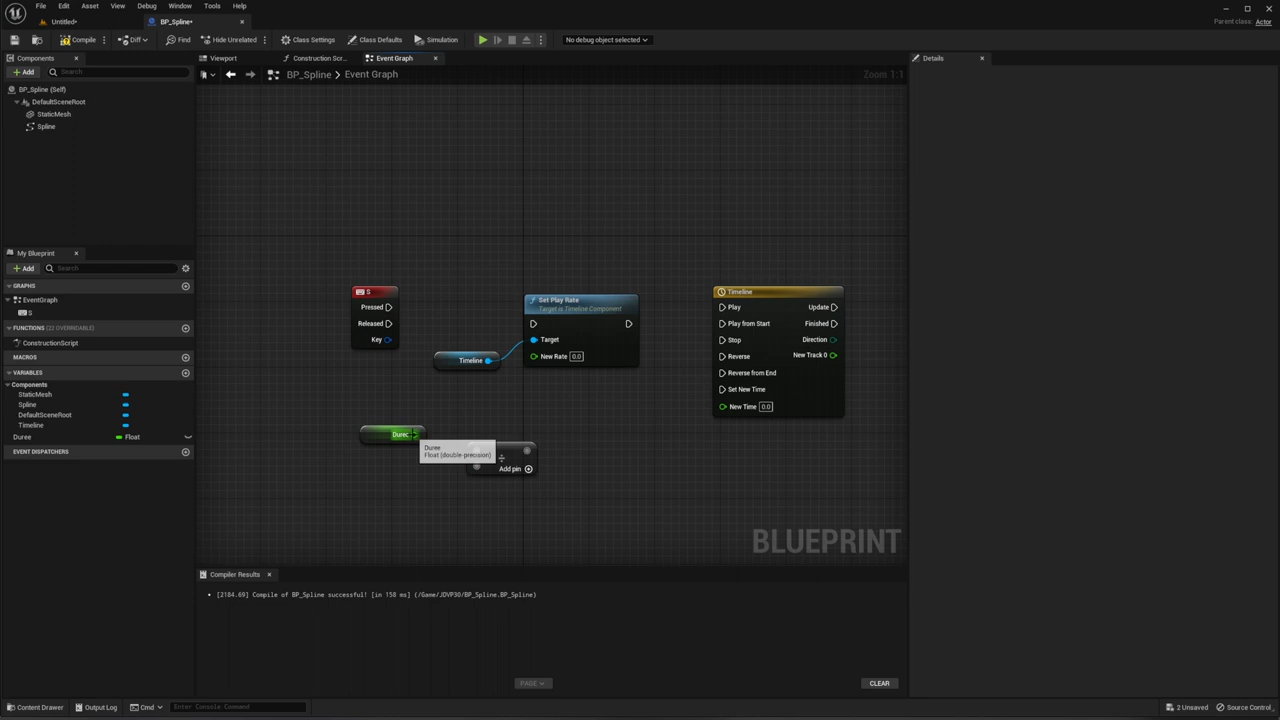 File Edit Asset View Debug Window Tools Help
Untitled* BP_Spline*
Parent class: Actor
Compile Diff Find Hide Unrelated Class Settings Class Defaults Simulation No debug object selected
Components Viewport Construction Scr... Event Graph Details
Add Search
BP_Spline > Event Graph Zoom 1:1
BP_Spline (Self)
DefaultSceneRoot
StaticMesh
Spline
My Blueprint
Add Search
GRAPHS
EventGraph
S
FUNCTIONS (22 OVERRIDABLE)
ConstructionScript
MACROS
VARIABLES
Components
StaticMesh
Spline
DefaultSceneRoot
Timeline
Duree Float
EVENT DISPATCHERS
S
Pressed
Released
Key
Timeline
Set Play Rate
Target is Timeline Component
Target
New Rate 0.0
Timeline
Play Update
Play from Start Finished
Stop Direction
Reverse New Track 0
Reverse from End
Set New Time
New Time 0.0
Duree
Duree
Float (double-precision)
÷
Add pin
BLUEPRINT
Compiler Results
• [2184.69] Compile of BP_Spline successful! [in 158 ms] (/Game/JDVP30/BP_Spline.BP_Spline)
PAGE CLEAR
Content Drawer Output Log Cmd Enter Console Command 2 Unsaved Source Control